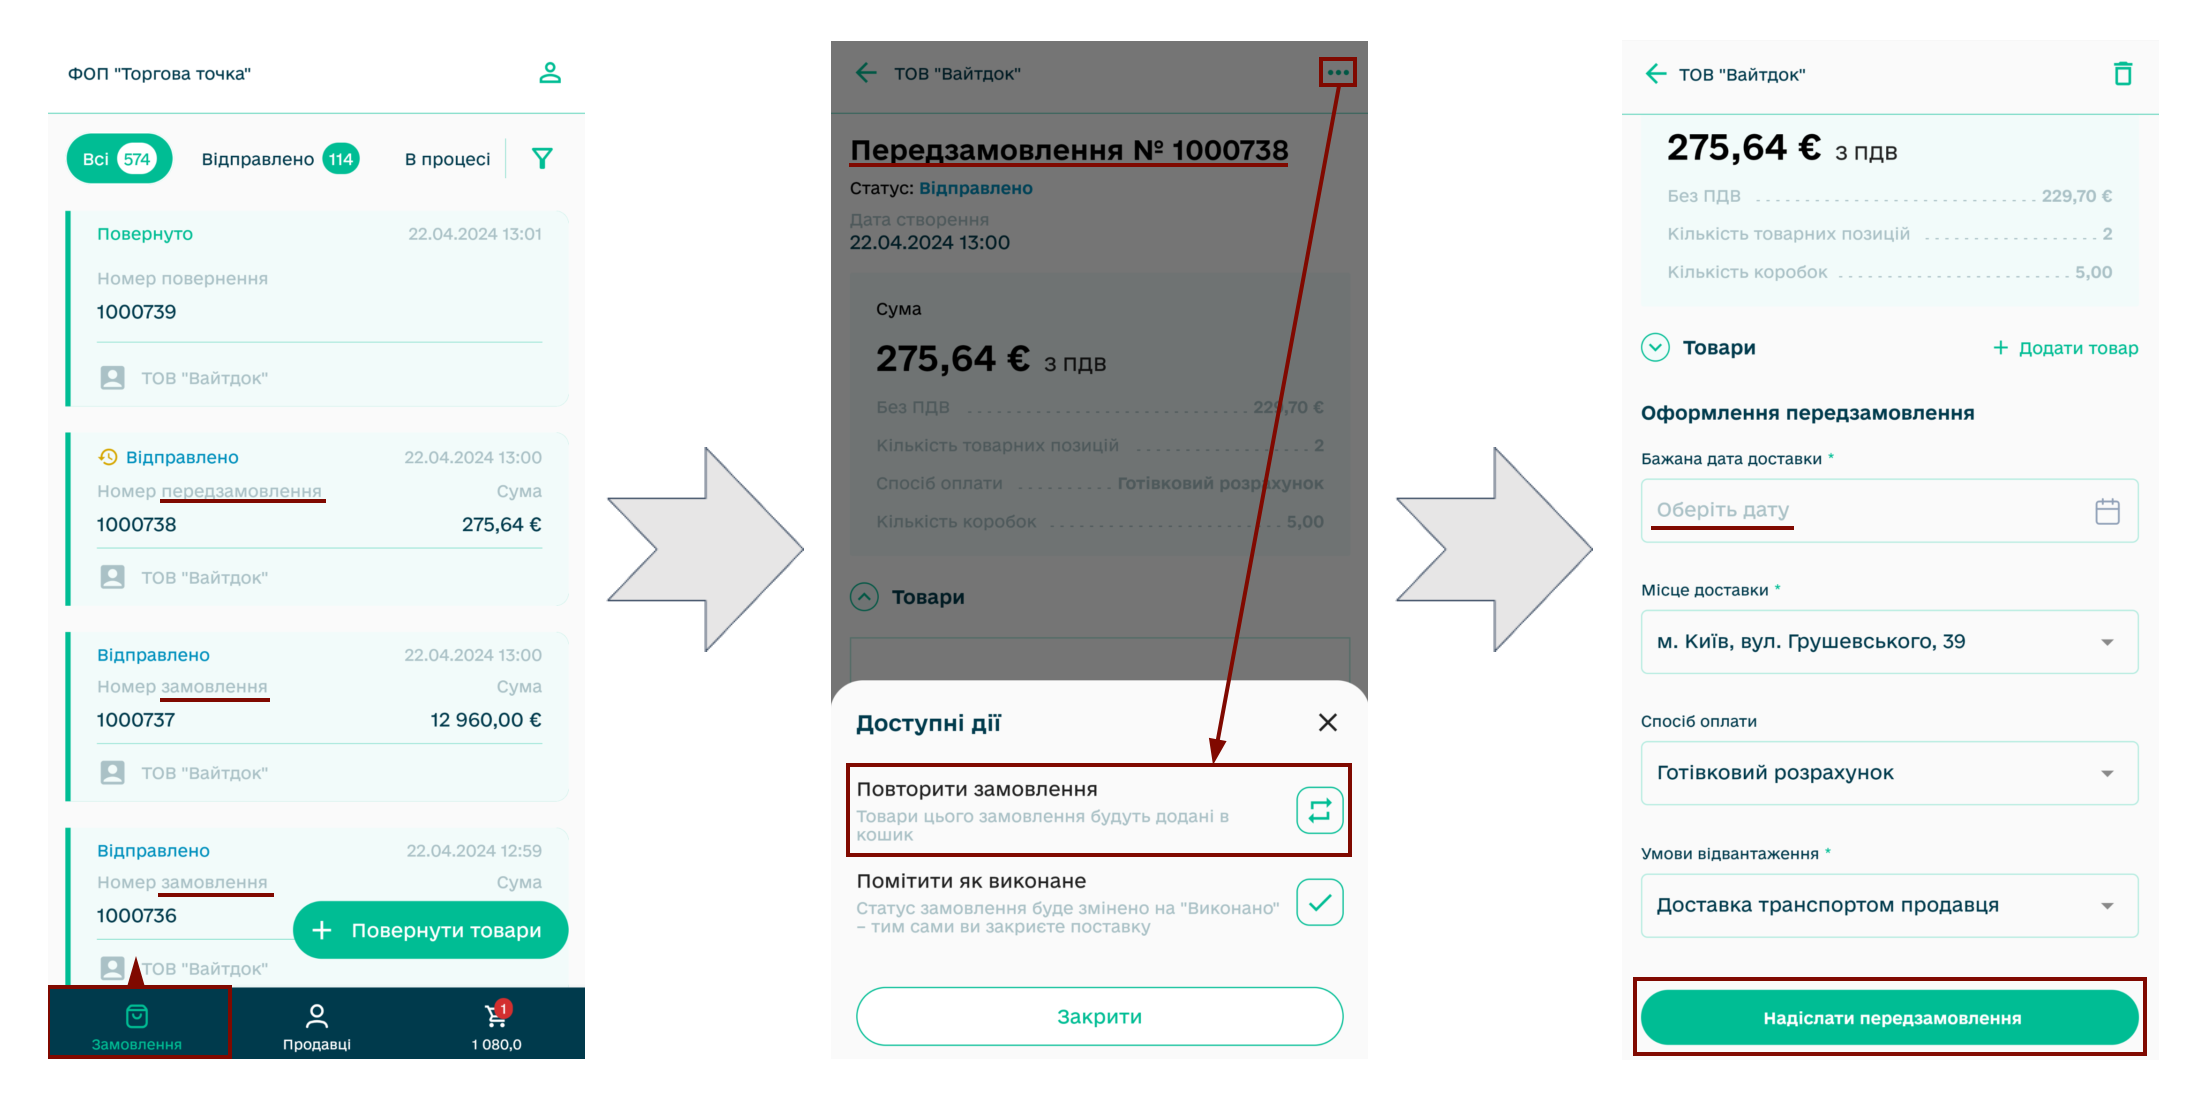 ФОП "Торгова точка"
Всі 574 Відправлено 114 В процесі
Повернуто 22.04.2024 13:01
Номер повернення
1000739
ТОВ "Вайтдок"
Відправлено 22.04.2024 13:00
Номер передзамовлення Сума
1000738 275,64 €
ТОВ "Вайтдок"
Відправлено 22.04.2024 13:00
Номер замовлення Сума
1000737 12 960,00 €
ТОВ "Вайтдок"
Відправлено 22.04.2024 12:59
Номер замовлення Сума
1000736
+ Повернути товари
ТОВ "Вайтдок"
1
Замовлення Продавці 1 080,0
ТОВ "Вайтдок"
Передзамовлення № 1000738
Статус: Відправлено
Дата створення
22.04.2024 13:00
Сума
275,64 € з ПДВ
Без ПДВ 229,70 €
Кількість товарних позицій 2
Спосіб оплати Готівковий розрахунок
Кількість коробок 5,00
Товари
Доступні дії
Повторити замовлення
Товари цього замовлення будуть додані в
кошик
Помітити як виконане
Статус замовлення буде змінено на "Виконано"
– тим сами ви закриєте поставку
Закрити
ТОВ "Вайтдок"
275,64 € з ПДВ
Без ПДВ 229,70 €
Кількість товарних позицій 2
Кількість коробок 5,00
Товари + Додати товар
Оформлення передзамовлення
Бажана дата доставки *
Оберіть дату
Місце доставки *
м. Київ, вул. Грушевського, 39
Спосіб оплати
Готівковий розрахунок
Умови відвантаження *
Доставка транспортом продавця
Надіслати передзамовлення